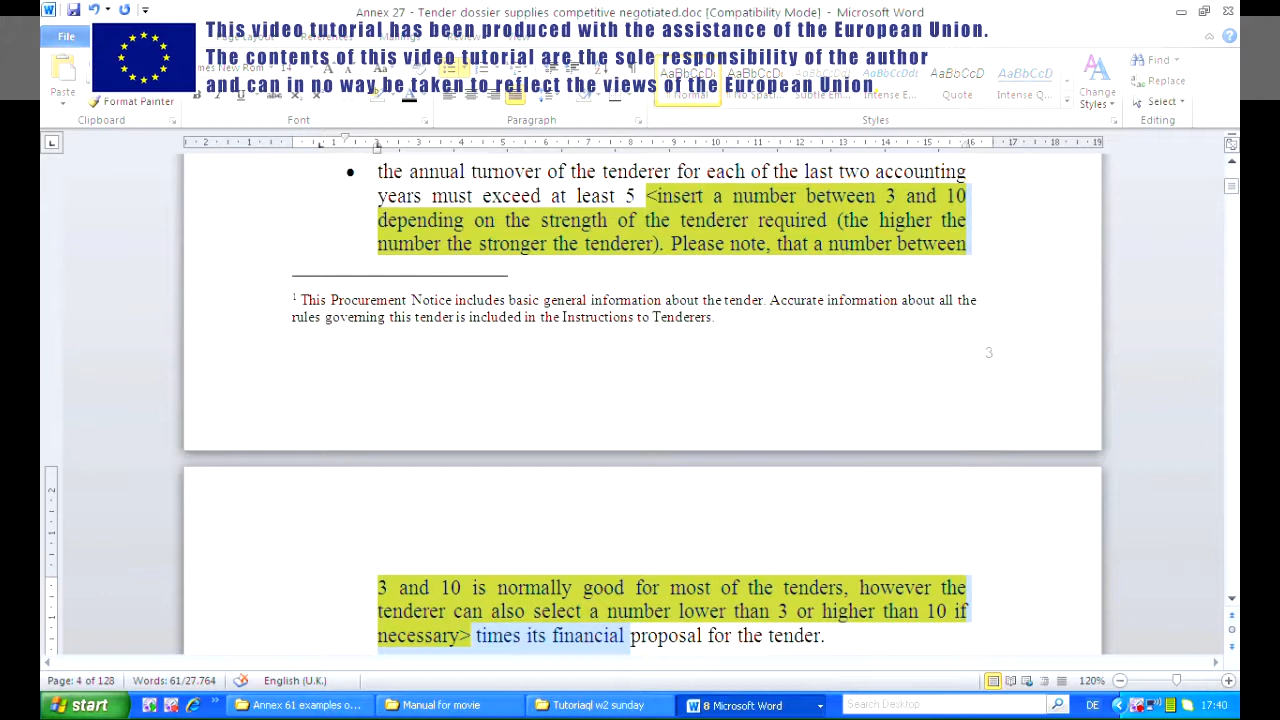 Annex 27 - Tender dossier supplies competitive negotiated.doc [Compatibility Mode] - Microsoft Word
This video tutorial has been produced with the assistance of the European Union.
The contents of this video tutorial are the sole responsibility of the author
and can in no way be taken to reflect the views of the European Union
File
Paste
Format Painter
AaBbCcDı AaBbCcDı AaBbCcDı AaBbCcDı AaBbCcDı AaBbCcDı
Normal
Quote
Intense Q...
Change
Styles
Find
Replace
Select
Clipboard
Font
Paragraph
Styles
Editing
the annual turnover of the tenderer for each of the last two accounting
years must exceed at least 5 <insert a number between 3 and 10
depending on the strength of the tenderer required (the higher the
number the stronger the tenderer). Please note, that a number between
1 This Procurement Notice includes basic general information about the tender. Accurate information about all the
rules governing this tender is included in the Instructions to Tenderers.
3
3 and 10 is normally good for most of the tenders, however the
tenderer can also select a number lower than 3 or higher than 10 if
necessary> times its financial proposal for the tender.
Page: 4 of 128
Words: 61/27.764
English (U.K.)
120%
start
Annex 61 examples o...
Manual for movie
Tutoriaql w2 sunday
8 Microsoft Word
Search Desktop
DE
17:40